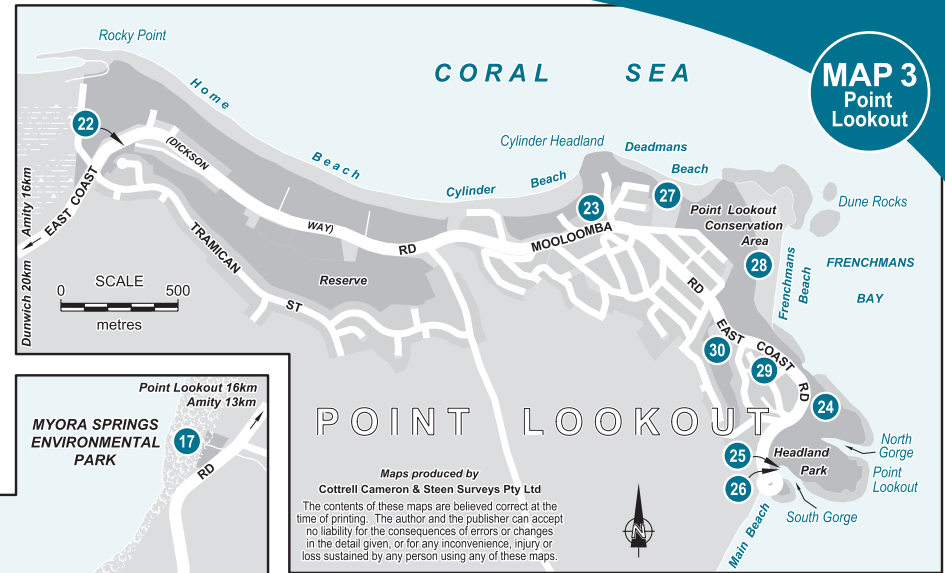 MAP 3
Point
Lookout
Rocky Point
CORAL SEA
Home
Beach
Cylinder Headland
Deadmans
Beach
Cylinder
Beach
22
23
27
Dune Rocks
Point Lookout
Conservation
Area
28
Frenchmans
Beach
FRENCHMANS
BAY
Amity 16km
Dunwich 20km
EAST COAST
(DICKSON
WAY)
RD
MOOLOOMBA
RD
TRAMICAN
ST
Reserve
SCALE
0
500
metres
EAST
COAST
RD
30
29
24
POINT LOOKOUT
25
26
Headland
Park
North
Gorge
Point
Lookout
South Gorge
Main Beach
Point Lookout 16km
Amity 13km
MYORA SPRINGS
ENVIRONMENTAL
PARK
17
RD
Maps produced by
Cottrell Cameron & Steen Surveys Pty Ltd
The contents of these maps are believed correct at the
time of printing. The author and the publisher can accept
no liability for the consequences of errors or changes
in the detail given, or for any inconvenience, injury or
loss sustained by any person using any of these maps.
N